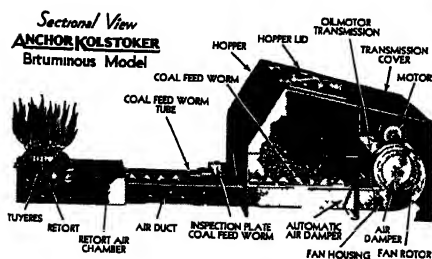 Sectional View
ANCHOR KOLSTOKER
Bituminous Model
HOPPER
HOPPER LID
OILMOTOR
TRANSMISSION
TRANSMISSION
COVER
MOTOR
COAL FEED WORM
COAL FEED WORM
TUBE
TUYERES
RETORT
RETORT AIR
CHAMBER
AIR DUCT
INSPECTION PLATE
COAL FEED WORM
AUTOMATIC
AIR DAMPER
AIR
DAMPER
FAN HOUSING
FAN ROTOR